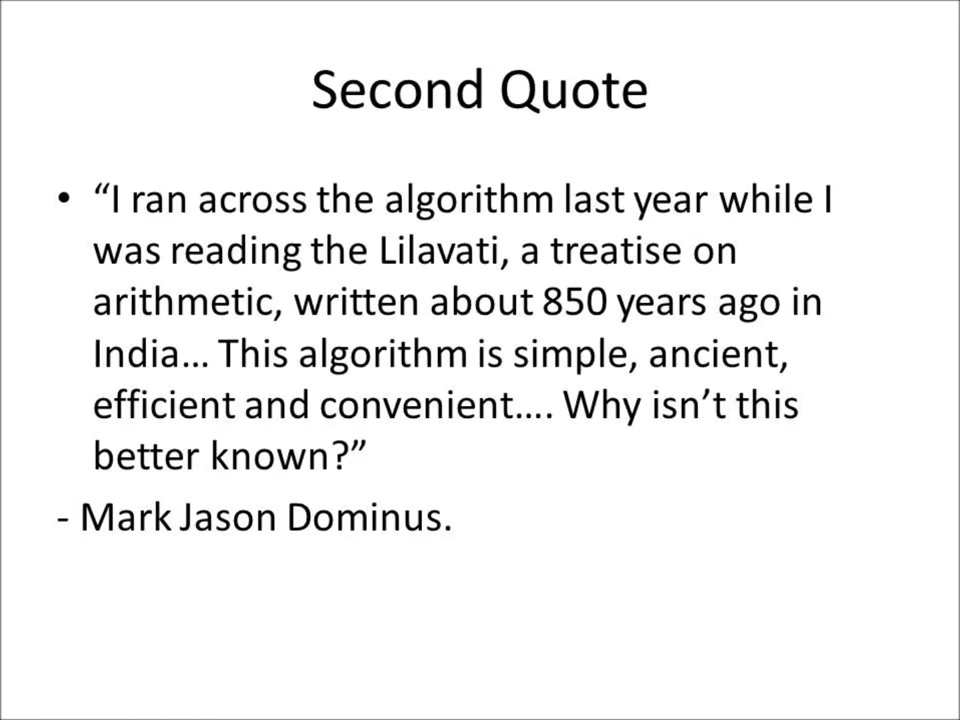 Second Quote
• “I ran across the algorithm last year while I
was reading the Lilavati, a treatise on
arithmetic, written about 850 years ago in
India… This algorithm is simple, ancient,
efficient and convenient…. Why isn’t this
better known?”
- Mark Jason Dominus.